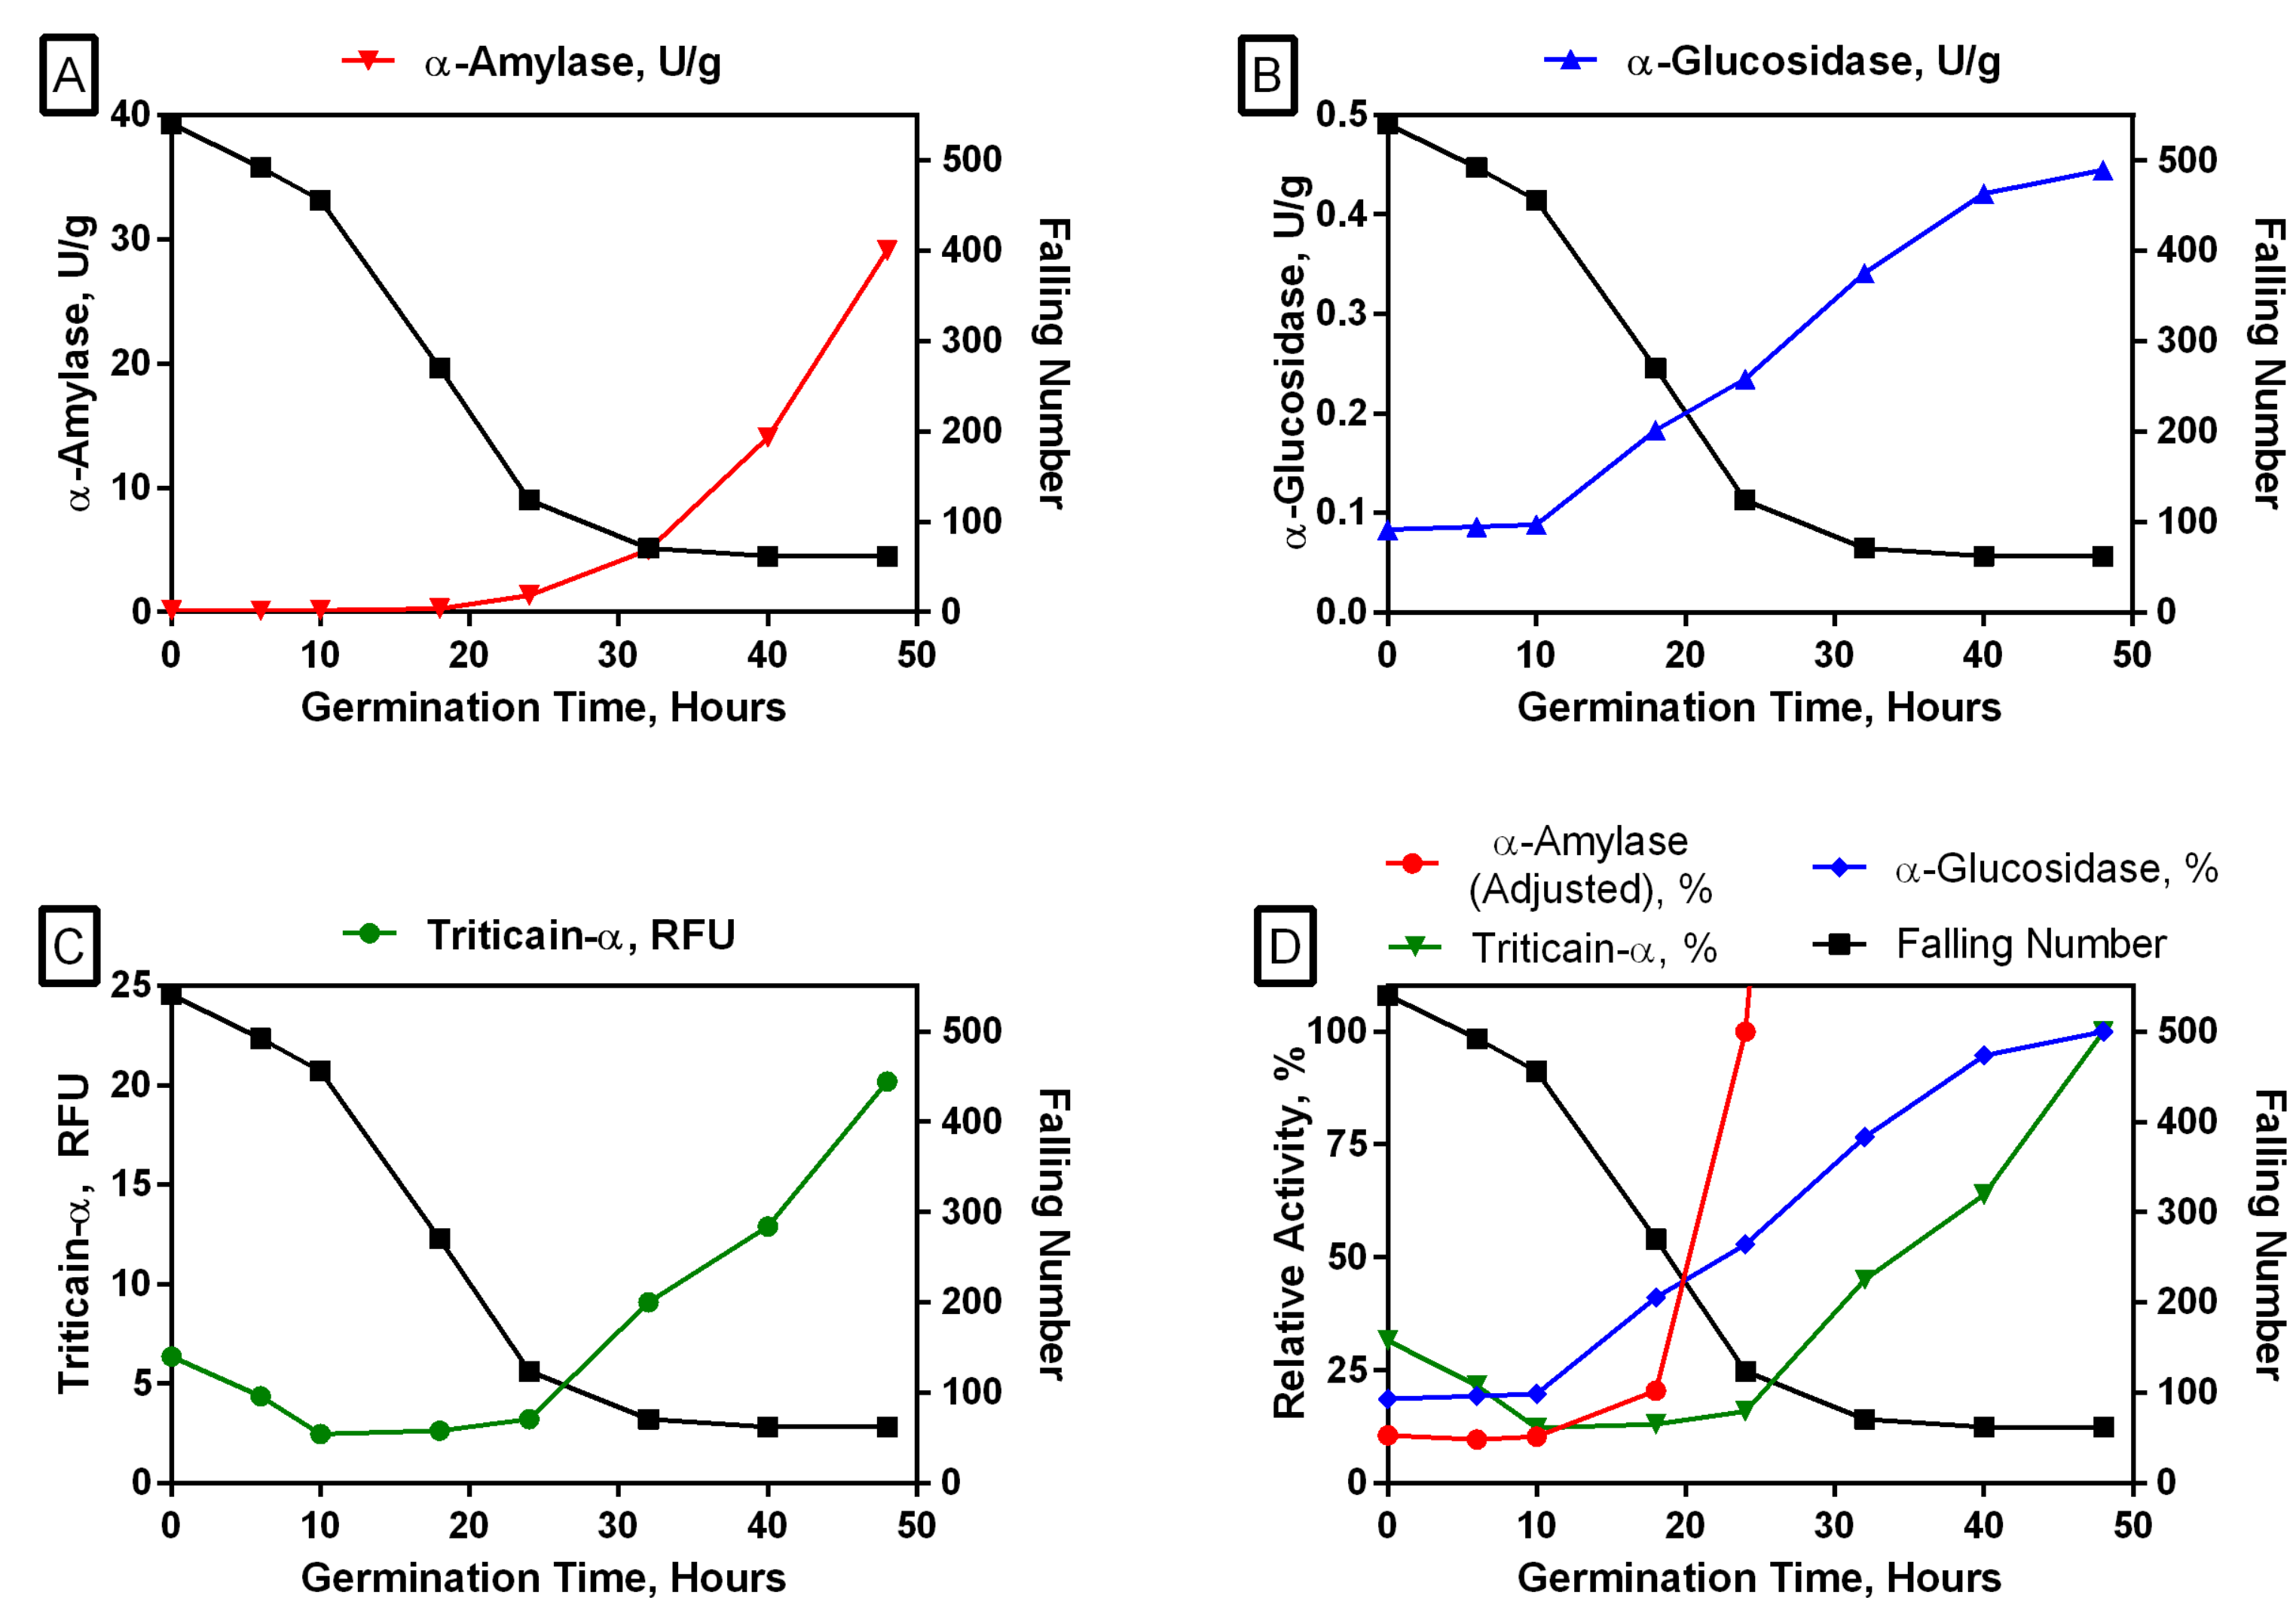 A
α-Amylase, U/g
40
30
20
10
0
α-Amylase, U/g
500
400
300
200
100
0
Falling Number
0 10 20 30 40 50
Germination Time, Hours
B
α-Glucosidase, U/g
0.5
0.4
0.3
0.2
0.1
0.0
α-Glucosidase, U/g
500
400
300
200
100
0
Falling Number
0 10 20 30 40 50
Germination Time, Hours
C
Triticain-α, RFU
25
20
15
10
5
0
Triticain-α, RFU
500
400
300
200
100
0
Falling Number
0 10 20 30 40 50
Germination Time, Hours
D
α-Amylase
(Adjusted), %
α-Glucosidase, %
Triticain-α, %
Falling Number
100
75
50
25
0
Relative Activity, %
500
400
300
200
100
0
Falling Number
0 10 20 30 40 50
Germination Time, Hours